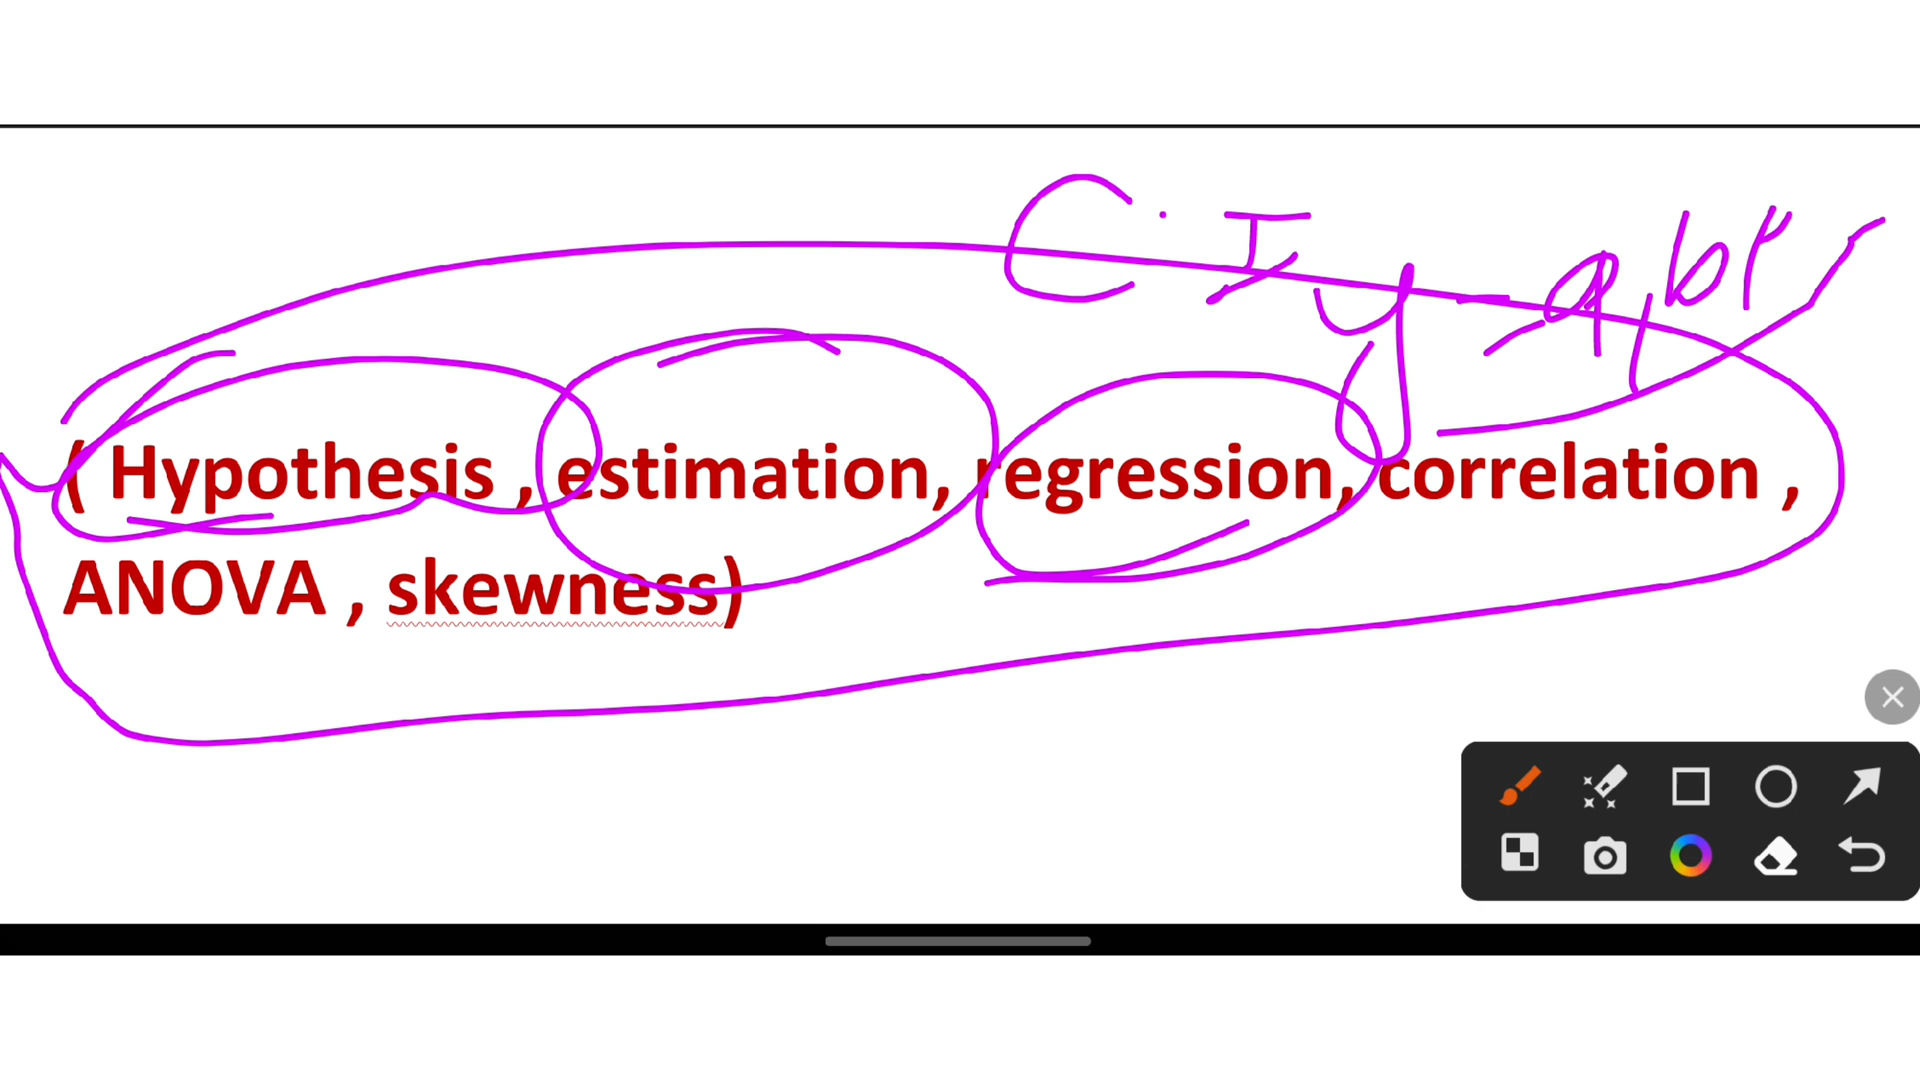 C. I
y =
( Hypothesis , estimation, regression, correlation ,
ANOVA , skewness)